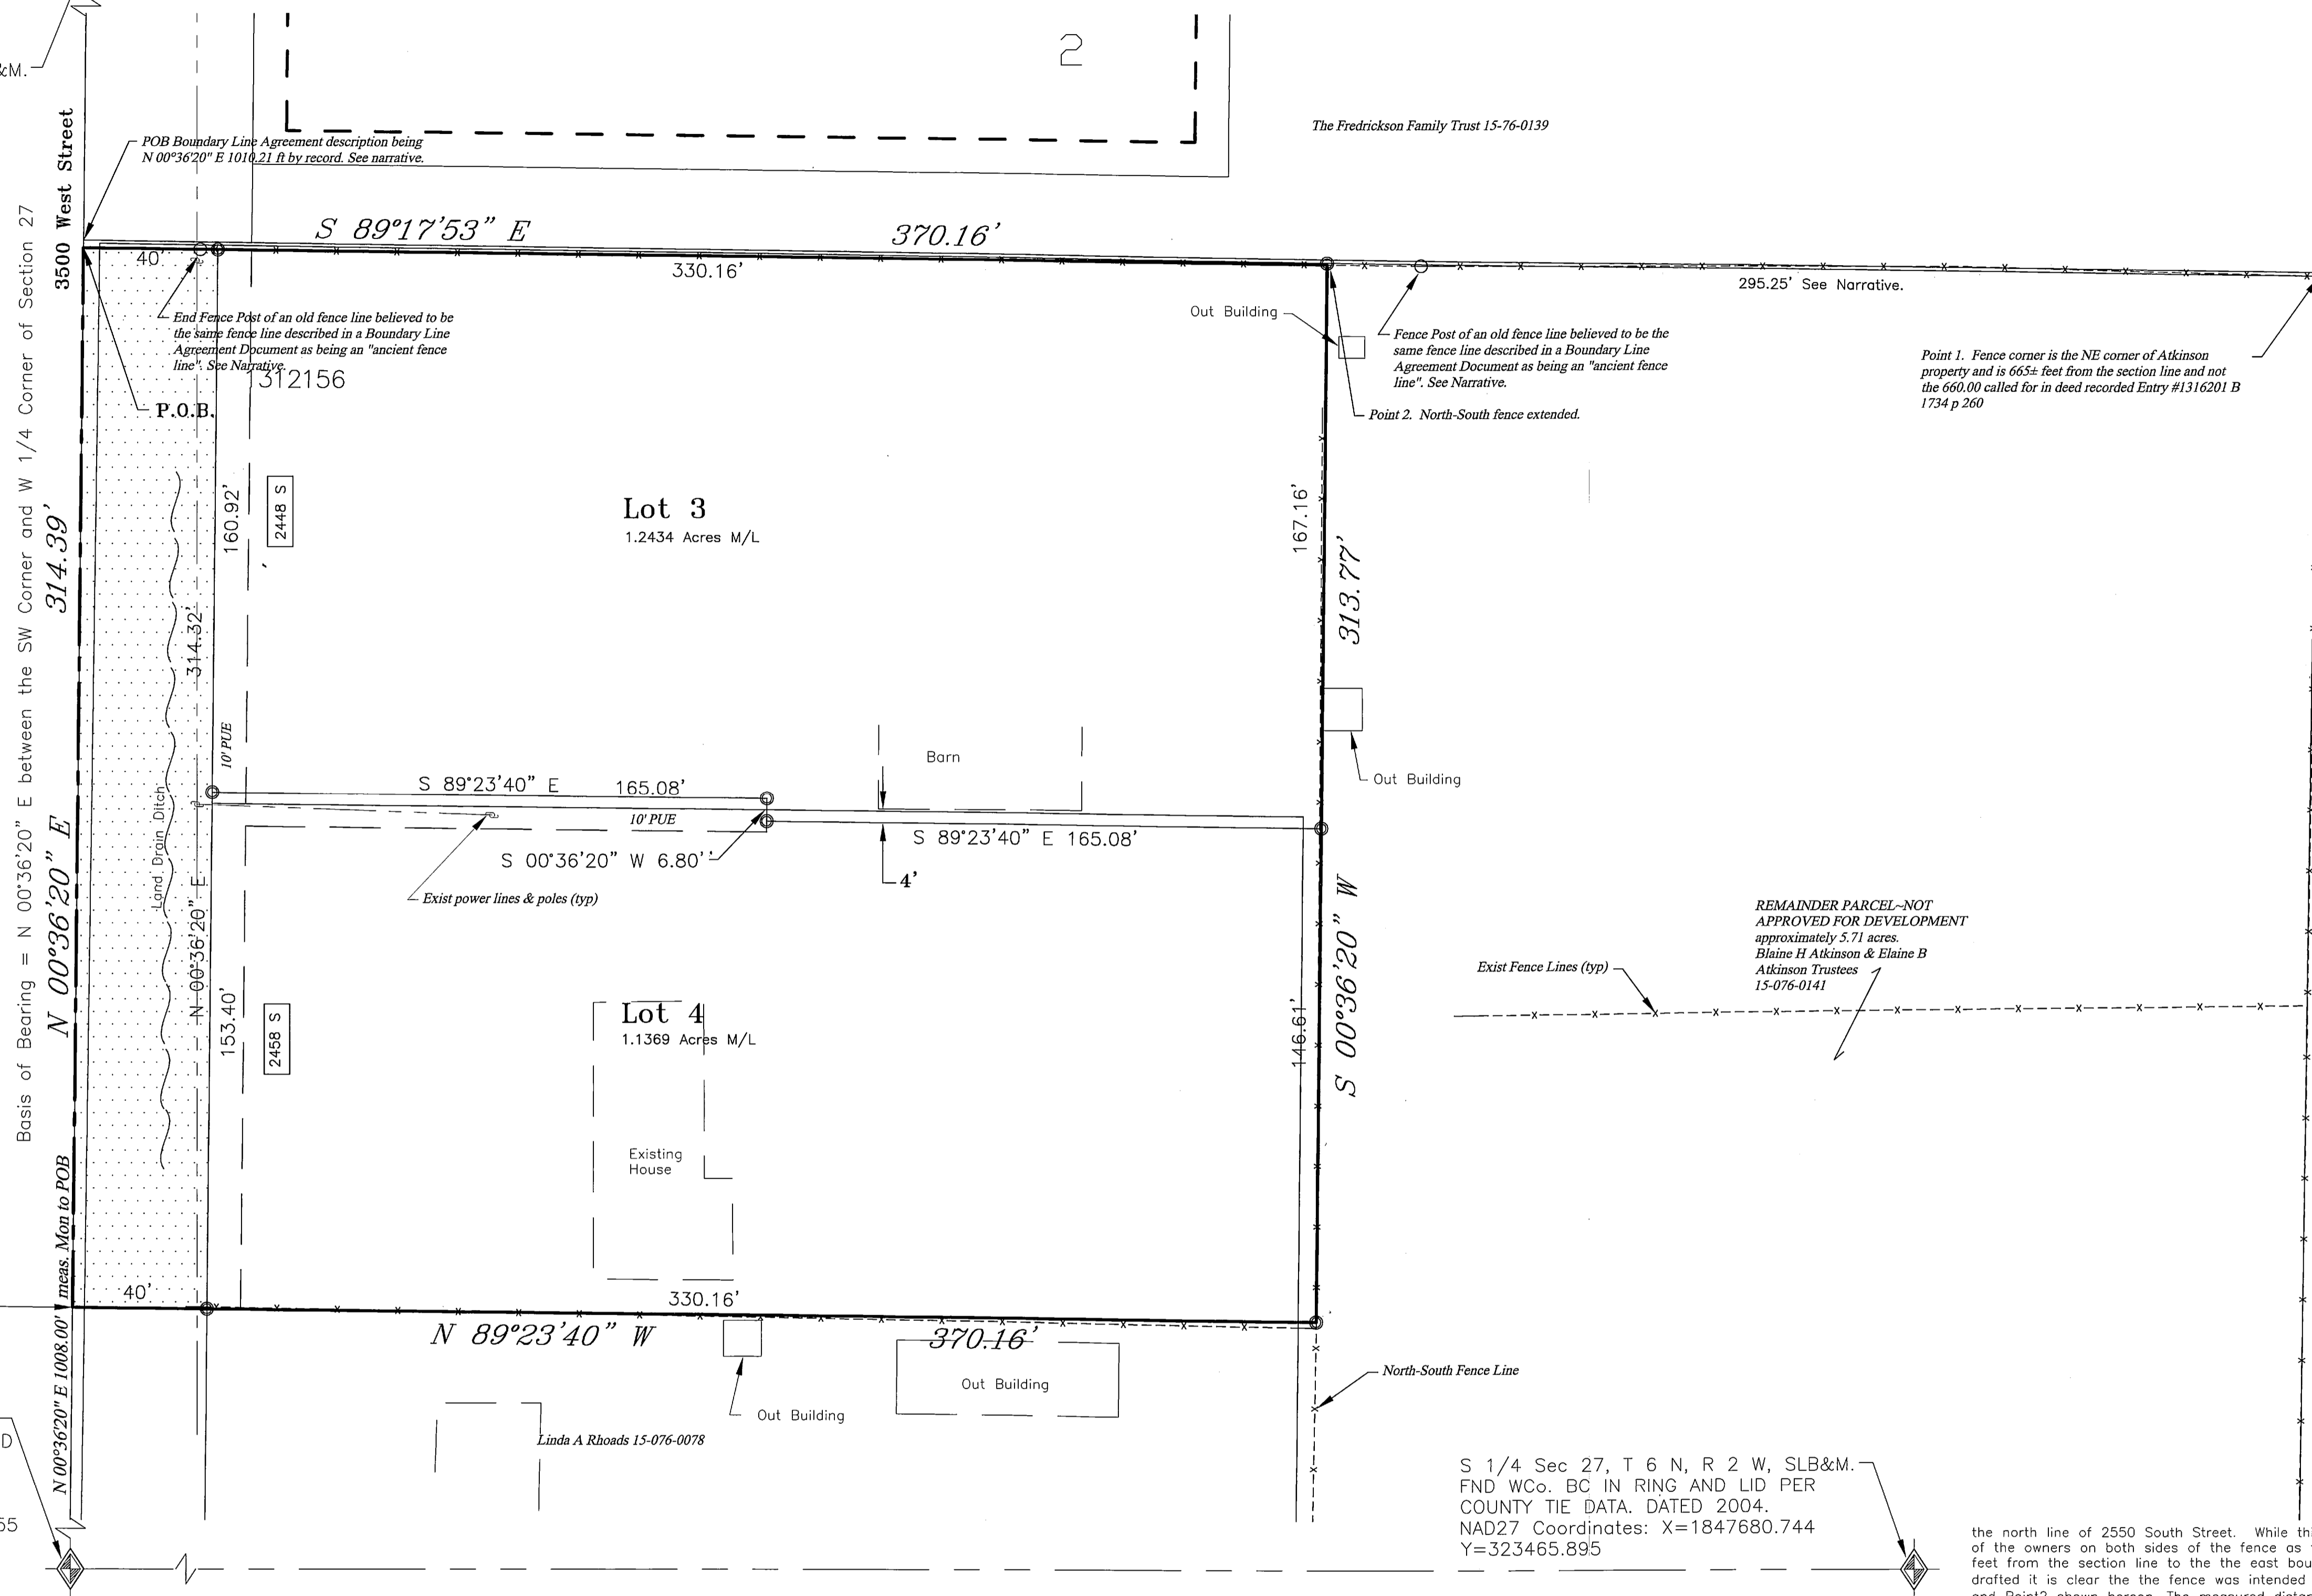 &M.
2
3500 West Street
POB Boundary Line Agreement description being
N 00°36'20" E 1010.21 ft by record. See narrative.
The Fredrickson Family Trust 15-76-0139
S 89°17'53" E
370.16'
40'
330.16'
295.25' See Narrative.
Out Building
End Fence Post of an old fence line believed to be
the same fence line described in a Boundary Line
Agreement Document as being an "ancient fence
line". See Narrative.
312156
P.O.B.
Fence Post of an old fence line believed to be the
same fence line described in a Boundary Line
Agreement Document as being an "ancient fence
line". See Narrative.
Point 2. North-South fence extended.
Point 1. Fence corner is the NE corner of Atkinson
property and is 665± feet from the section line and not
the 660.00 called for in deed recorded Entry #1316201 B
1734 p 260
Basis of Bearing = N 00°36'20" E between the SW Corner and W 1/4 Corner of Section 27
314.39'
N 00°36'20" E
160.92'
2448 S
314.32'
N 00°36'20" E
Land Drain Ditch
10' PUE
Lot 3
1.2434 Acres M/L
167.16'
313.77'
S 00°36'20" W
Barn
Out Building
S 89°23'40" E 165.08'
10' PUE
S 89°23'40" E 165.08'
S 00°36'20" W 6.80'
4'
Exist power lines & poles (typ)
REMAINDER PARCEL~NOT
APPROVED FOR DEVELOPMENT
approximately 5.71 acres.
Blaine H Atkinson & Elaine B
Atkinson Trustees
15-076-0141
Exist Fence Lines (typ)
153.40'
2458 S
Lot 4
1.1369 Acres M/L
146.61'
Existing
House
40'
330.16'
N 89°23'40" W
370.16'
N 00°36'20" E 1008.00' meas. Mon to POB
Out Building
Out Building
North-South Fence Line
Linda A Rhoads 15-076-0078
D
55
S 1/4 Sec 27, T 6 N, R 2 W, SLB&M.
FND WCo. BC IN RING AND LID PER
COUNTY TIE DATA. DATED 2004.
NAD27 Coordinates: X=1847680.744
Y=323465.895
the north line of 2550 South Street. While th
of the owners on both sides of the fence as
feet from the section line to the the east bou
drafted it is clear the the fence was intended